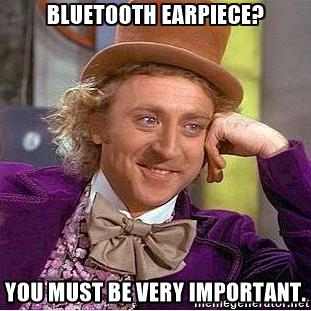 BLUETOOTH EARPIECE?
YOU MUST BE VERY IMPORTANT.
memegenerator.net